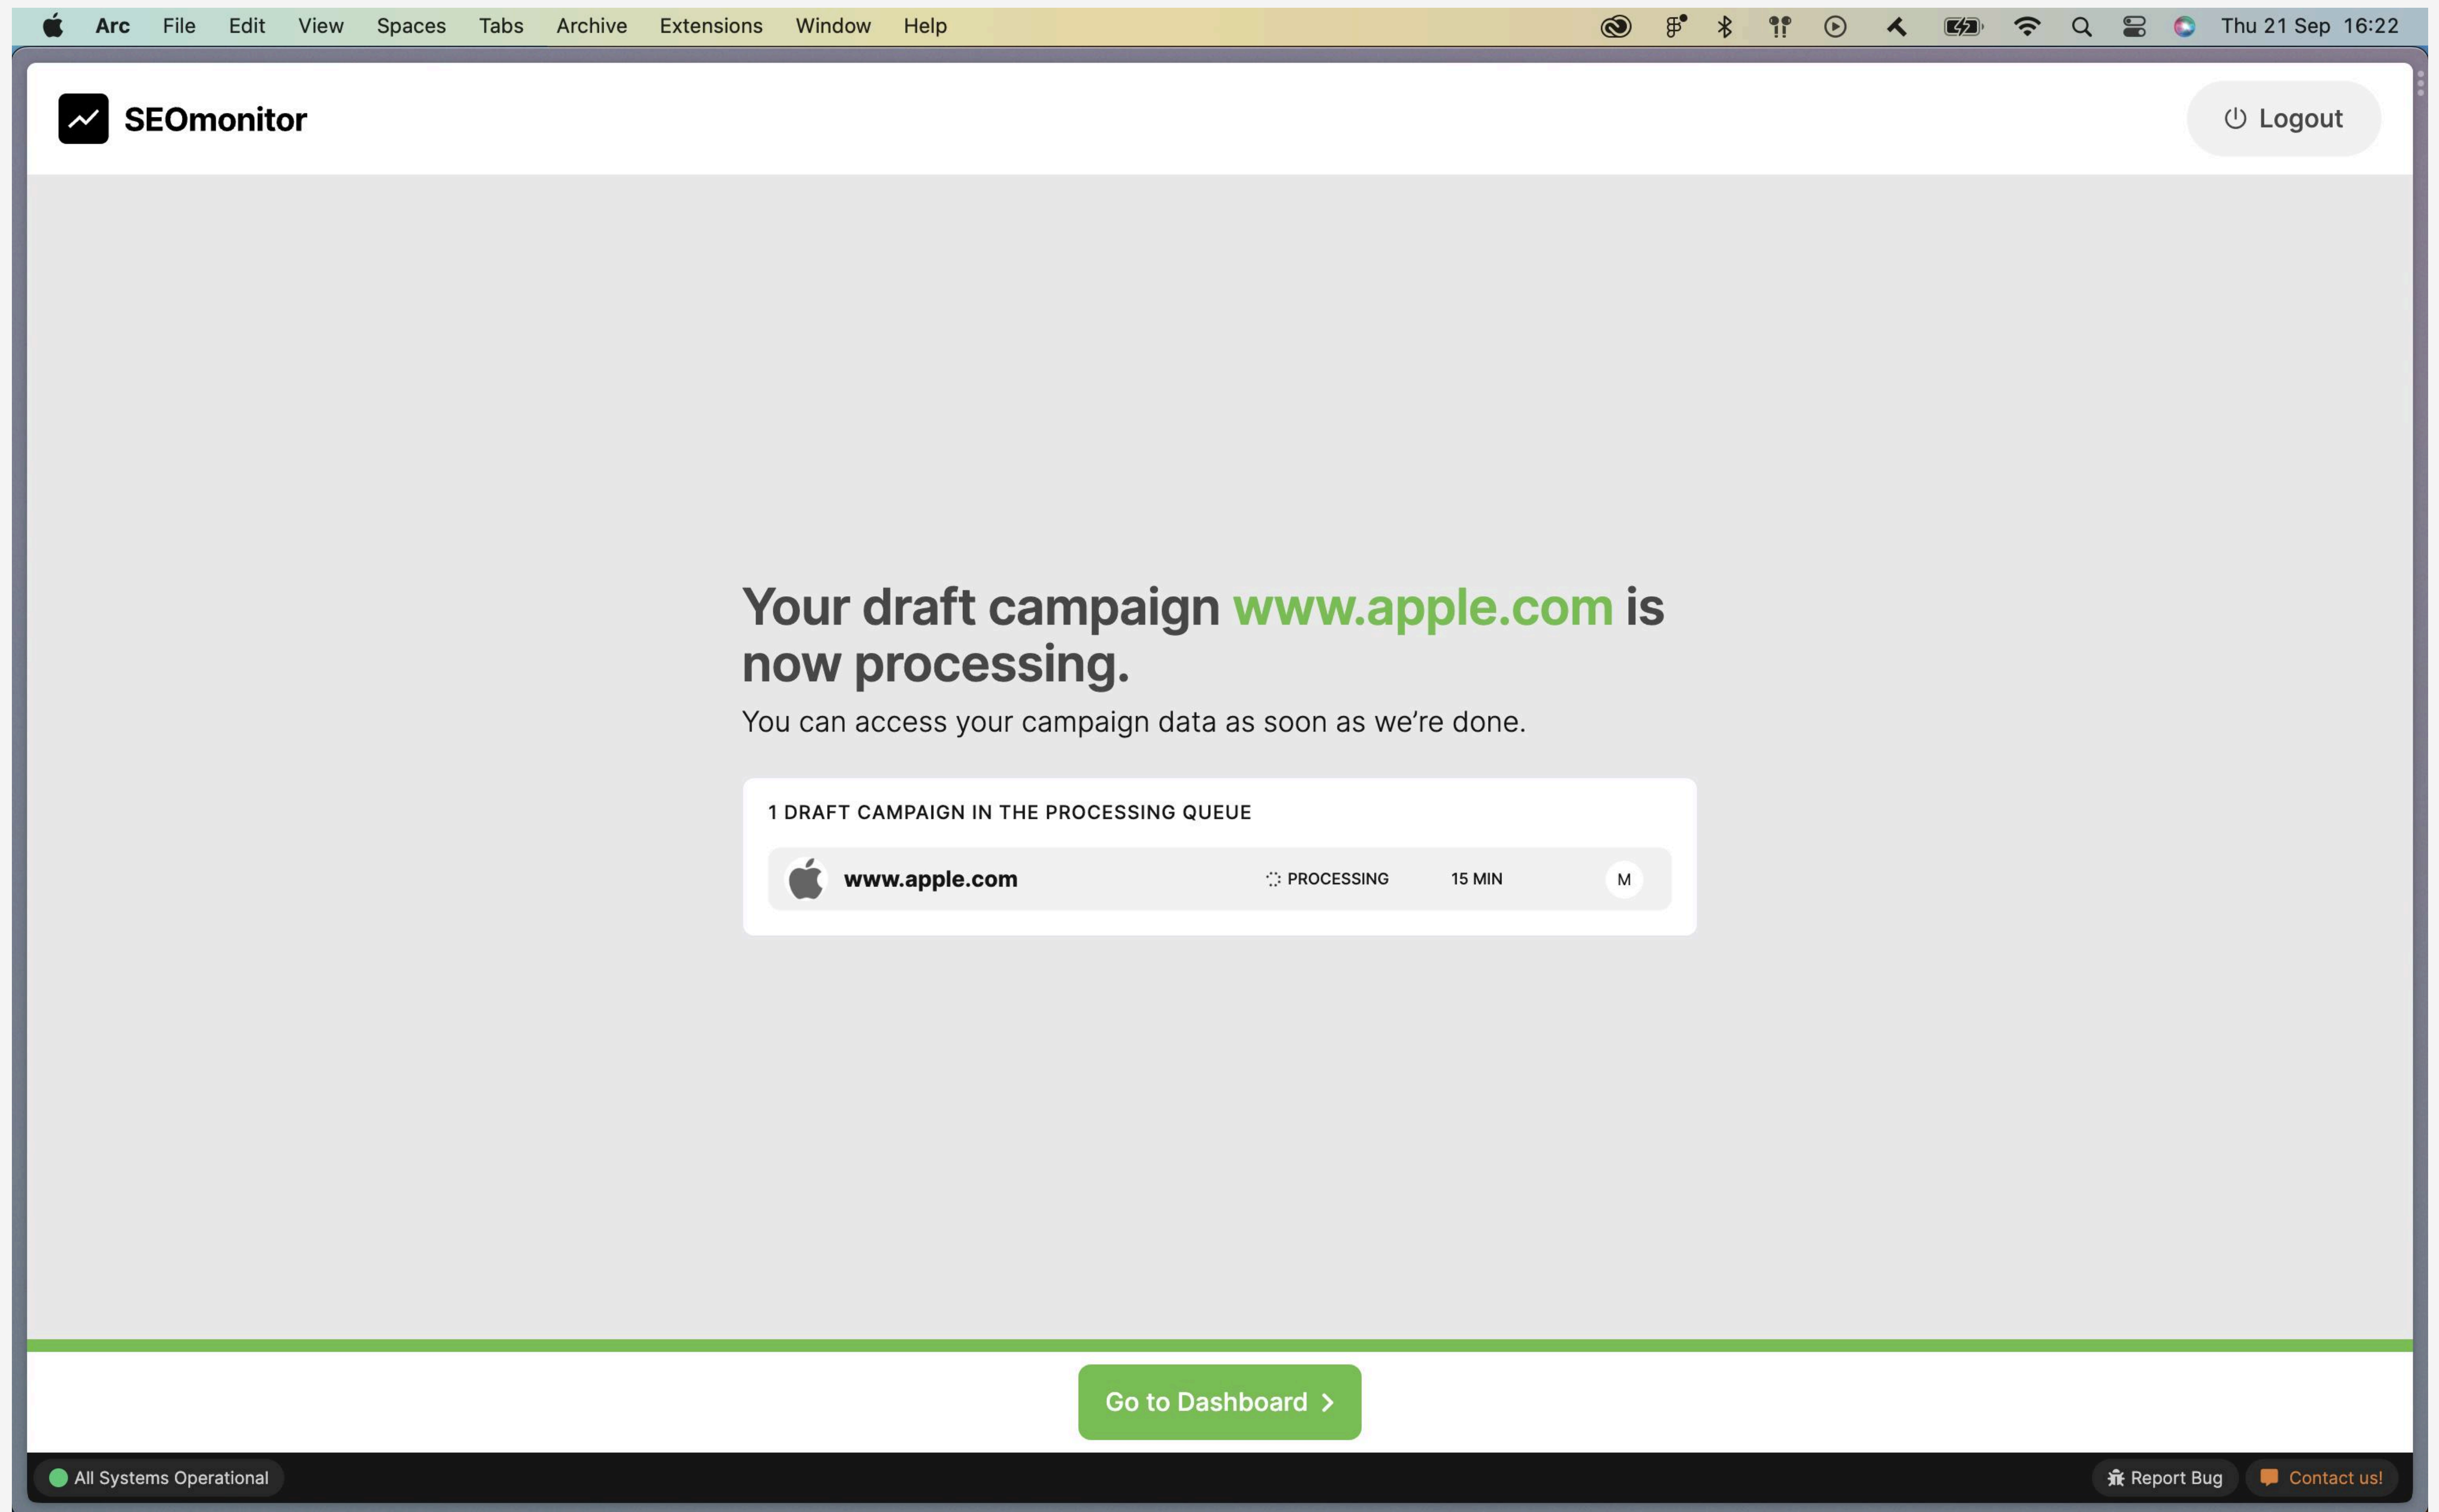 Arc File Edit View Spaces Tabs Archive Extensions Window Help Thu 21 Sep 16:22
SEOmonitor
Logout
Your draft campaign www.apple.com is
now processing.
You can access your campaign data as soon as we’re done.
1 DRAFT CAMPAIGN IN THE PROCESSING QUEUE
www.apple.com PROCESSING 15 MIN M
Go to Dashboard
All Systems Operational Report Bug Contact us!